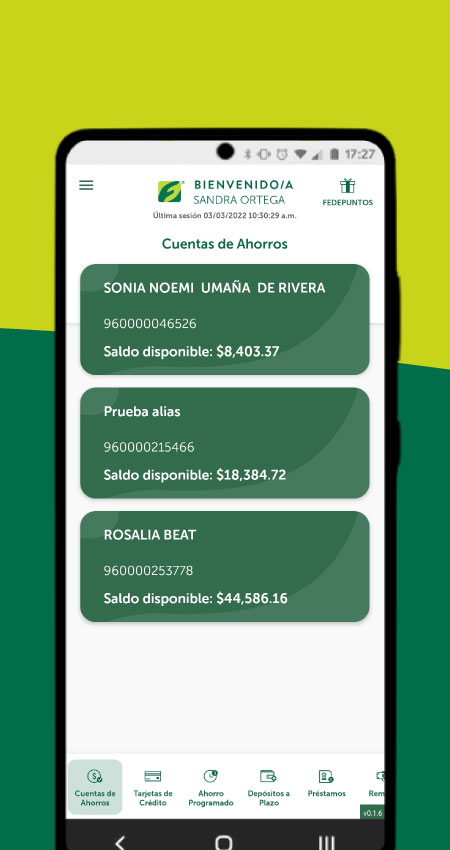 17:27
BIENVENIDO/A
SANDRA ORTEGA
FEDEPUNTOS
Última sesión 03/03/2022 10:30:29 a.m.
Cuentas de Ahorros
SONIA NOEMI UMAÑA DE RIVERA
960000046526
Saldo disponible: $8,403.37
Prueba alias
960000215466
Saldo disponible: $18,384.72
ROSALIA BEAT
960000253778
Saldo disponible: $44,586.16
Cuentas de
Ahorros
Tarjetas de
Crédito
Ahorro
Programado
Depósitos a
Plazo
Préstamos
Rem
v0.1.6